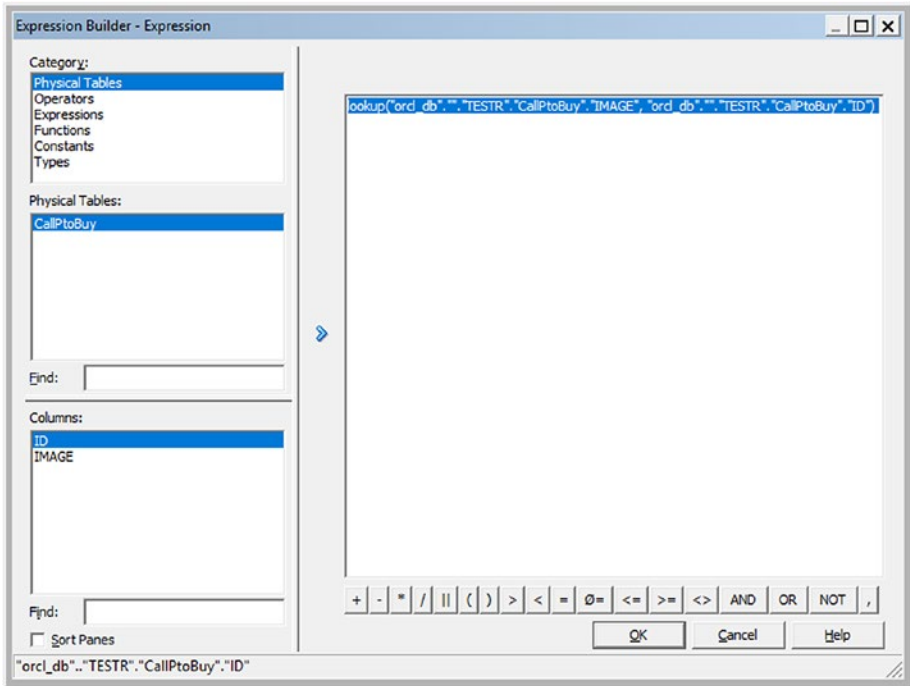 Expression Builder - Expression
Category:
Physical Tables
Operators
Expressions
Functions
Constants
Types
Physical Tables:
CallPtoBuy
Find:
Columns:
ID
IMAGE
Find:
Sort Panes
lookup("orcl_db".""."TESTR"."CallPtoBuy"."IMAGE", "orcl_db".""."TESTR"."CallPtoBuy"."ID")
+ - * / || ( ) > < = Ø= <= >= <> AND OR NOT ,
OK Cancel Help
"orcl_db".."TESTR"."CallPtoBuy"."ID"